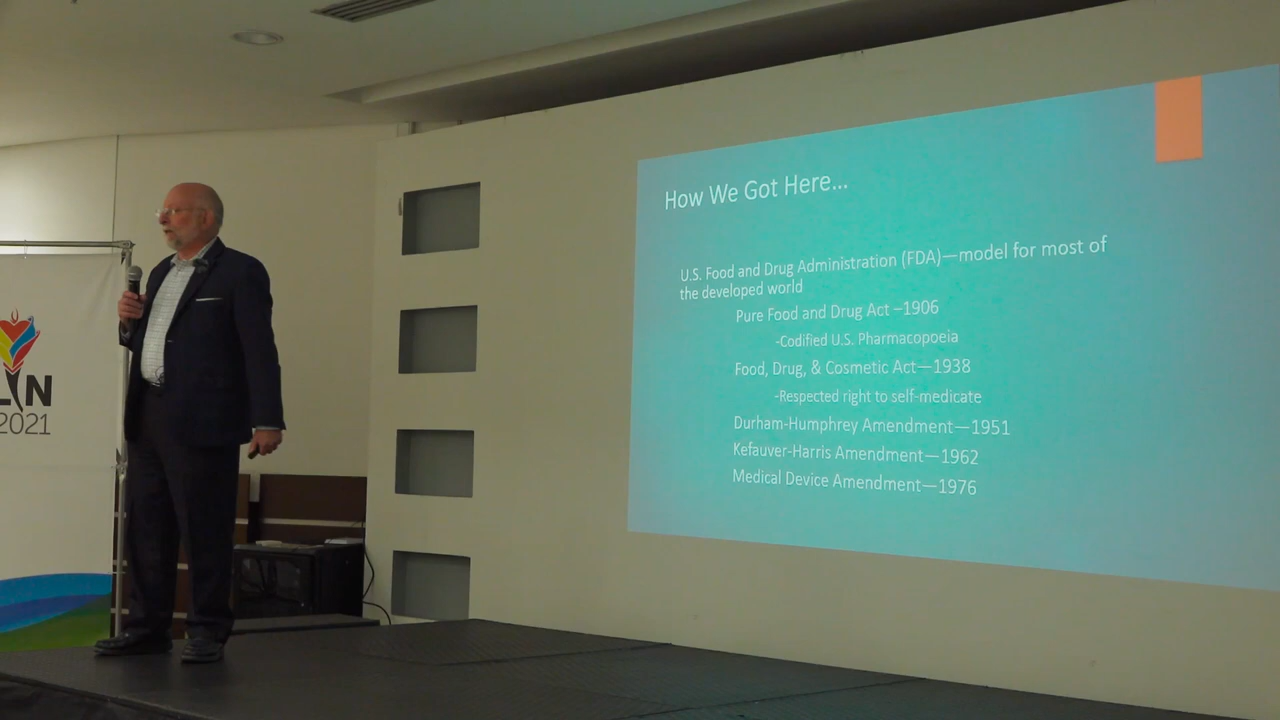 LIN
2021
How We Got Here...
U.S. Food and Drug Administration (FDA)—model for most of
the developed world
Pure Food and Drug Act –1906
-Codified U.S. Pharmacopoeia
Food, Drug, & Cosmetic Act—1938
-Respected right to self-medicate
Durham-Humphrey Amendment—1951
Kefauver-Harris Amendment—1962
Medical Device Amendment—1976